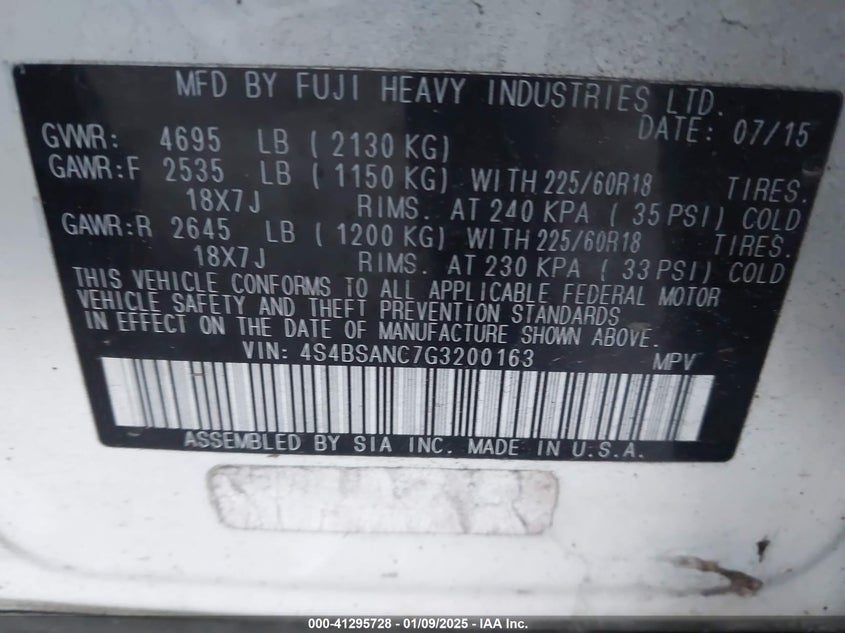 MFD BY FUJI HEAVY INDUSTRIES LTD.
DATE: 07/15
GVWR: 4695 LB ( 2130 KG)
GAWR:F 2535 LB ( 1150 KG) WITH 225/60R18 TIRES.
18X7J RIMS. AT 240 KPA ( 35 PSI) COLD
GAWR:R 2645 LB ( 1200 KG) WITH 225/60R18 TIRES.
18X7J RIMS. AT 230 KPA ( 33 PSI) COLD
THIS VEHICLE CONFORMS TO ALL APPLICABLE FEDERAL MOTOR
VEHICLE SAFETY AND THEFT PREVENTION STANDARDS
IN EFFECT ON THE DATE OF MANUFACTURE SHOWN ABOVE.
VIN: 4S4BSANC7G3200163 MPV
ASSEMBLED BY SIA INC. MADE IN U.S.A.
000-41295728 - 01/09/2025 - IAA Inc.